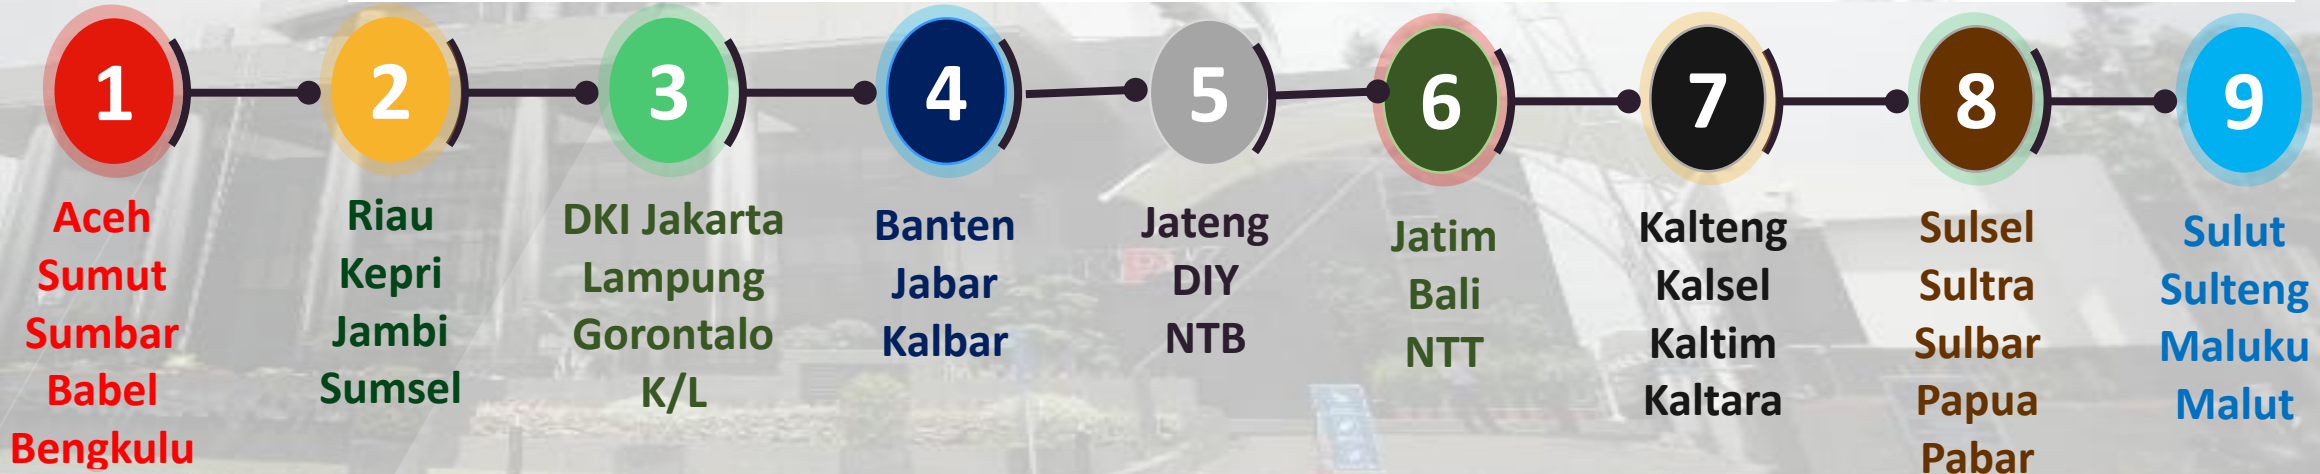 1
Aceh
Sumut
Sumbar
Babel
Bengkulu
2
Riau
Kepri
Jambi
Sumsel
3
DKI Jakarta
Lampung
Gorontalo
K/L
4
Banten
Jabar
Kalbar
5
Jateng
DIY
NTB
6
Jatim
Bali
NTT
7
Kalteng
Kalsel
Kaltim
Kaltara
8
Sulsel
Sultra
Sulbar
Papua
Pabar
9
Sulut
Sulteng
Maluku
Malut